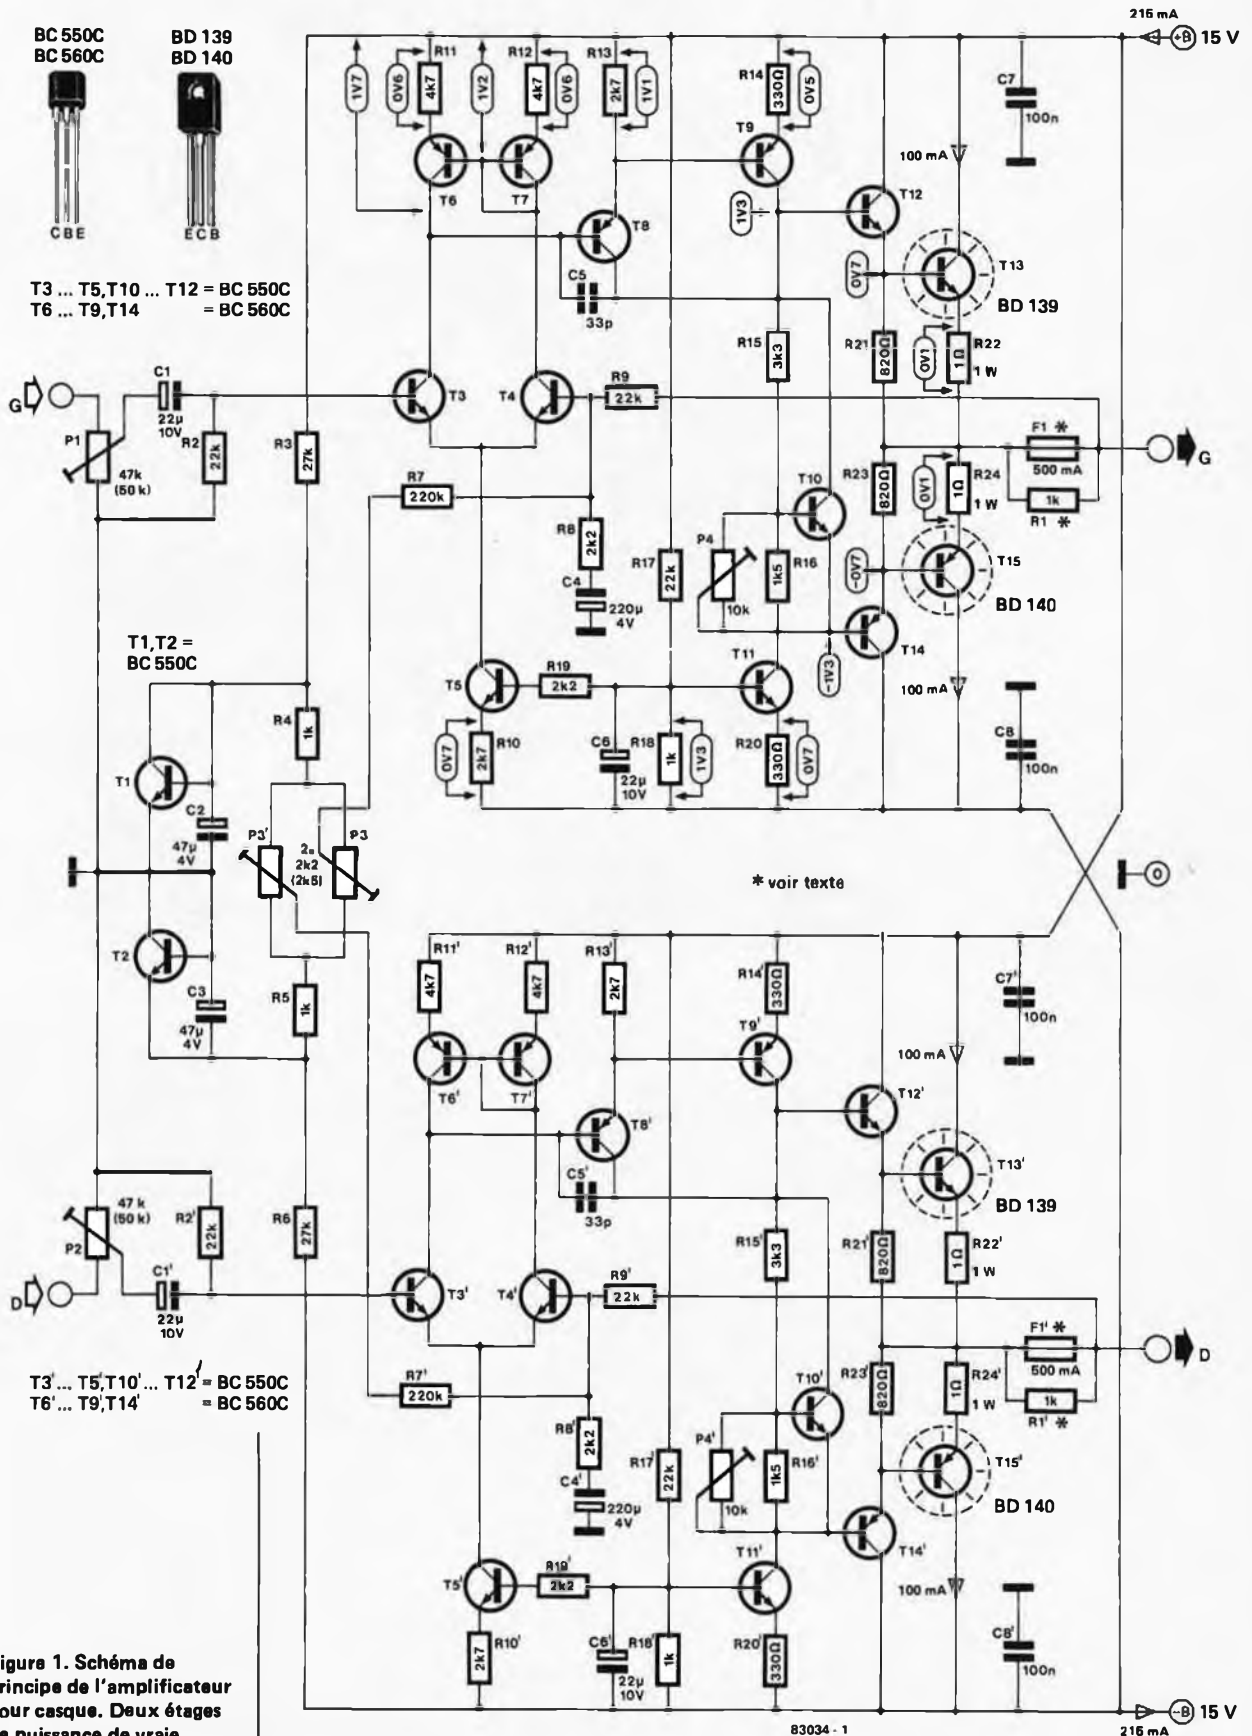 BC 550C
BC 560C
BD 139
BD 140
C B E
E C B
T3 ... T5,T10 ... T12 = BC 550C
T6 ... T9,T14 = BC 560C
216 mA
+B 15 V
1V7
0V6
R11
4k7
1V2
R12
4k7
0V6
R13
2k7
1V1
R14
330Ω
0V5
C7
100n
T6
T7
T8
T9
1V3
100 mA
T12
0V7
T13
BD 139
C5
33p
R15
3k3
R21
820Ω
0V1
R22
1Ω
1 W
G
C1
22µ
10V
P1
47k
(50 k)
R2
22k
R3
27k
T3
T4
R9
22k
F1 *
500 mA
1k
R1 *
G
R7
220k
R8
2k2
C4
220µ
4V
R17
22k
P4
10k
R16
1k5
T10
R23
820Ω
0V1
R24
1Ω
1 W
-0V7
T15
BD 140
T14
-1V3
100 mA
T1,T2 =
BC 550C
T5
R19
2k2
T11
0V7
R10
2k7
C6
22µ
10V
R18
1k
1V3
R20
330Ω
0V7
C8
100n
R4
1k
T1
C2
47µ
4V
P3'
2x
2k2
(2k5)
P3
* voir texte
0
T2
C3
47µ
4V
R5
1k
R11'
4k7
R12'
4k7
R13'
2k7
R14'
330Ω
C7'
100n
T6'
T7'
T8'
T9'
100 mA
T12'
T13'
BD 139
C5'
33p
R15'
3k3
R21'
820Ω
R22'
1Ω
1 W
47 k
(50 k)
P2
R2'
22k
R6
27k
D
C1'
22µ
10V
T3'
T4'
R9'
22k
F1' *
500 mA
1k
R1' *
D
T3'... T5',T10'... T12' = BC 550C
T6'... T9',T14' = BC 560C
R7'
220k
R8'
2k2
C4'
220µ
4V
R17'
22k
P4'
10k
R16'
1k5
T10'
R23'
820Ω
R24'
1Ω
1 W
T15'
BD 140
T14'
100 mA
T5'
R19'
2k2
T11'
R10'
2k7
C6'
22µ
10V
R18'
1k
R20'
330Ω
C8'
100n
igure 1. Schéma de
rincipe de l'amplificateur
our casque. Deux étages
e puissance de vraie
83034 - 1
-B 15 V
216 mA